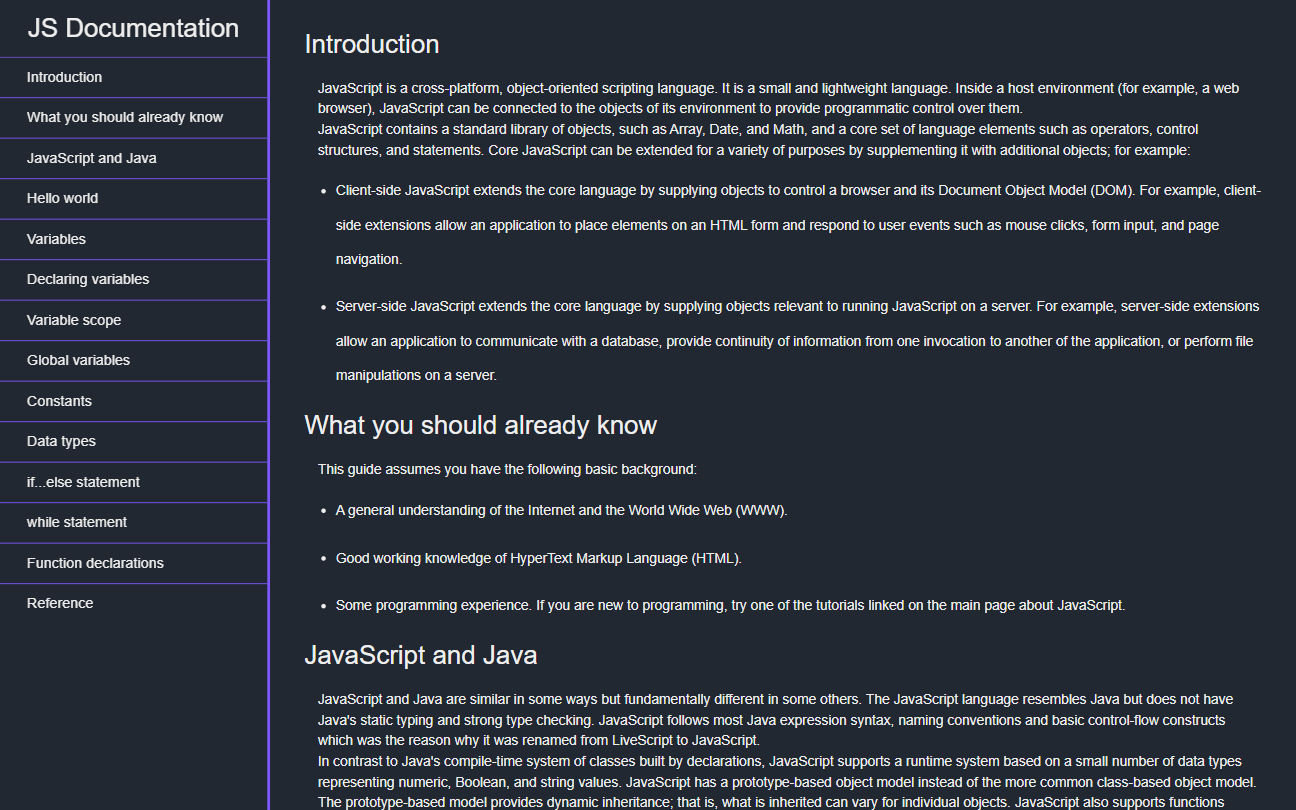 JS Documentation
Introduction
What you should already know
JavaScript and Java
Hello world
Variables
Declaring variables
Variable scope
Global variables
Constants
Data types
if...else statement
while statement
Function declarations
Reference
Introduction
JavaScript is a cross-platform, object-oriented scripting language. It is a small and lightweight language. Inside a host environment (for example, a web
browser), JavaScript can be connected to the objects of its environment to provide programmatic control over them.
JavaScript contains a standard library of objects, such as Array, Date, and Math, and a core set of language elements such as operators, control
structures, and statements. Core JavaScript can be extended for a variety of purposes by supplementing it with additional objects; for example:
• Client-side JavaScript extends the core language by supplying objects to control a browser and its Document Object Model (DOM). For example, client-
side extensions allow an application to place elements on an HTML form and respond to user events such as mouse clicks, form input, and page
navigation.
• Server-side JavaScript extends the core language by supplying objects relevant to running JavaScript on a server. For example, server-side extensions
allow an application to communicate with a database, provide continuity of information from one invocation to another of the application, or perform file
manipulations on a server.
What you should already know
This guide assumes you have the following basic background:
• A general understanding of the Internet and the World Wide Web (WWW).
• Good working knowledge of HyperText Markup Language (HTML).
• Some programming experience. If you are new to programming, try one of the tutorials linked on the main page about JavaScript.
JavaScript and Java
JavaScript and Java are similar in some ways but fundamentally different in some others. The JavaScript language resembles Java but does not have
Java's static typing and strong type checking. JavaScript follows most Java expression syntax, naming conventions and basic control-flow constructs
which was the reason why it was renamed from LiveScript to JavaScript.
In contrast to Java's compile-time system of classes built by declarations, JavaScript supports a runtime system based on a small number of data types
representing numeric, Boolean, and string values. JavaScript has a prototype-based object model instead of the more common class-based object model.
The prototype-based model provides dynamic inheritance; that is, what is inherited can vary for individual objects. JavaScript also supports functions